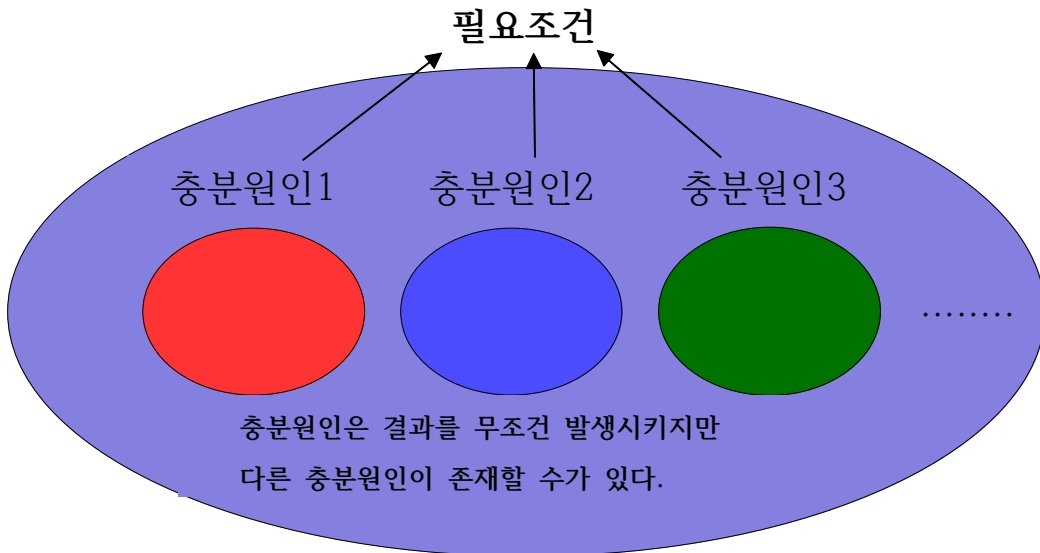 필요조건
충분원인1 충분원인2 충분원인3
........
충분원인은 결과를 무조건 발생시키지만
다른 충분원인이 존재할 수가 있다.